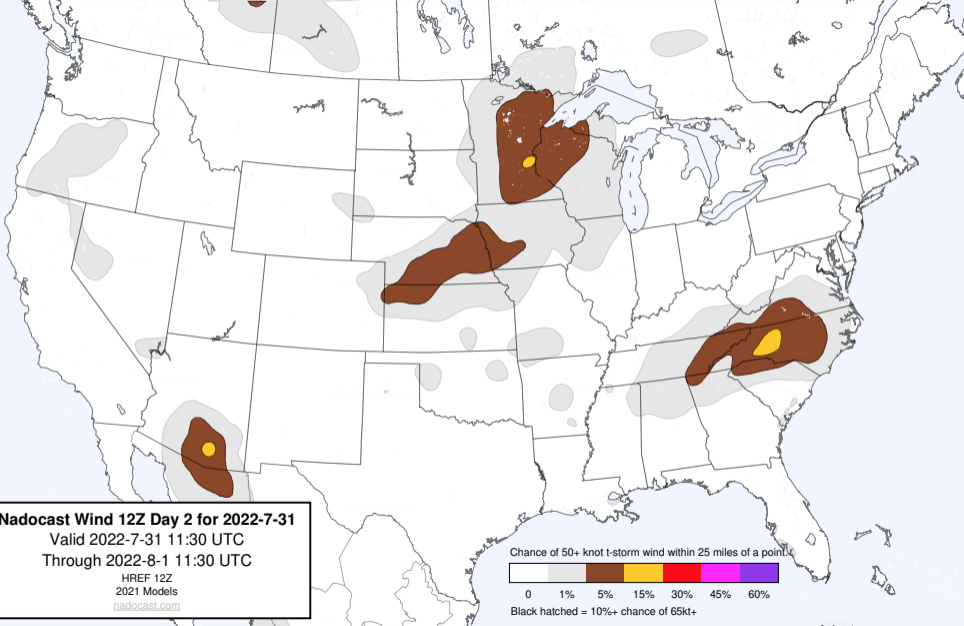 Nadocast Wind 12Z Day 2 for 2022-7-31
Valid 2022-7-31 11:30 UTC
Through 2022-8-1 11:30 UTC
HREF 12Z
2021 Models
nadocast.com
Chance of 50+ knot t-storm wind within 25 miles of a point.
0 1% 5% 15% 30% 45% 60%
Black hatched = 10%+ chance of 65kt+